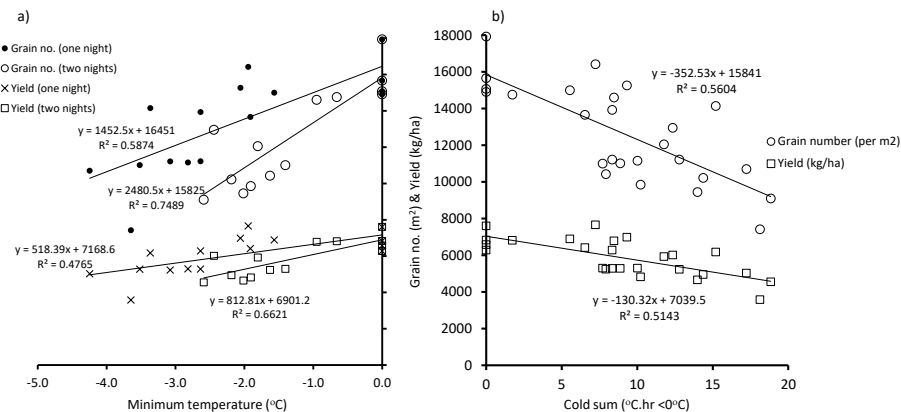 a)
Grain no. (one night)
Grain no. (two nights)
Yield (one night)
Yield (two nights)
y = 1452.5x + 16451
R² = 0.5874
y = 2480.5x + 15825
R² = 0.7489
y = 518.39x + 7168.6
R² = 0.4765
y = 812.81x + 6901.2
R² = 0.6621
-5.0 -4.0 -3.0 -2.0 -1.0 0.0
Minimum temperature (°C)
b)
Grain no. (m²) & Yield (kg/ha)
18000
16000
14000
12000
10000
8000
6000
4000
2000
0
y = -352.53x + 15841
R² = 0.5604
Grain number (per m2)
Yield (kg/ha)
y = -130.32x + 7039.5
R² = 0.5143
0 5 10 15 20
Cold sum (°C.hr <0°C)